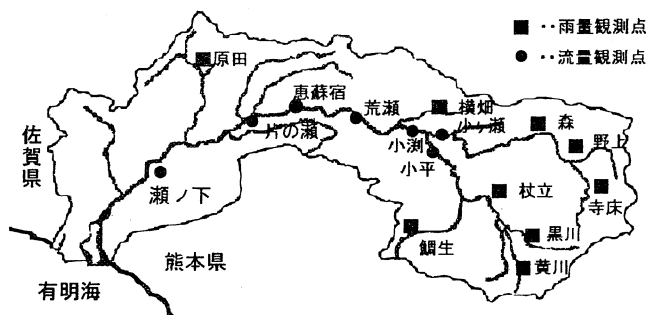 ■‥雨量観測点
●‥流量観測点
原田
恵蘇宿
荒瀬
横畑
片の瀬
小ヶ瀬
森
小渕
野上
小平
佐賀県
瀬ノ下
杖立
寺床
鯛生
黒川
熊本県
黄川
有明海